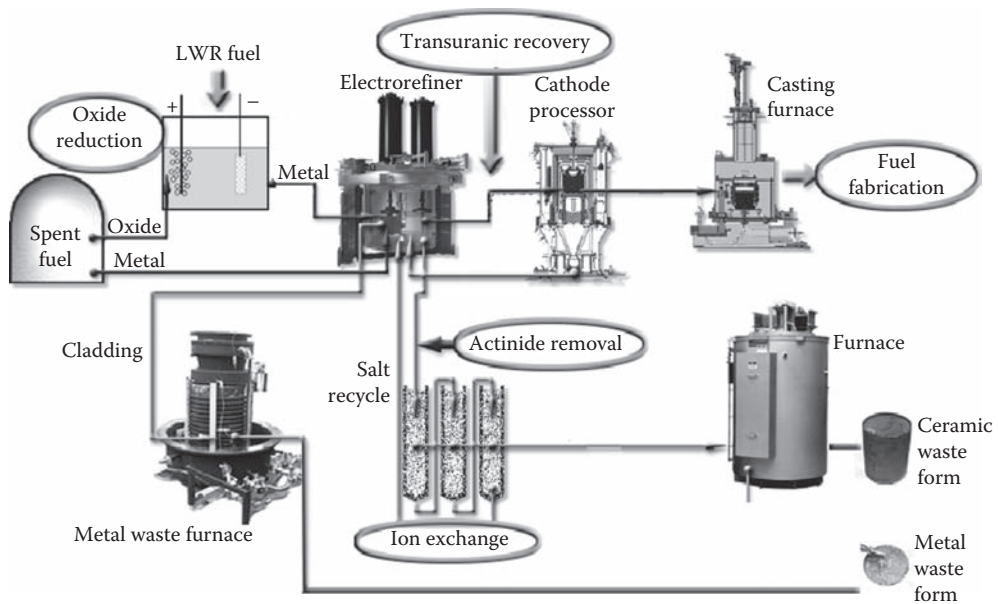 Transuranic recovery
LWR fuel
Electrorefiner
Cathode
processor
Casting
furnace
Oxide
reduction
+
−
Metal
Fuel
fabrication
Spent
fuel
Oxide
Metal
Cladding
Actinide removal
Furnace
Salt
recycle
Ceramic
waste
form
Metal waste furnace
Ion exchange
Metal
waste
form